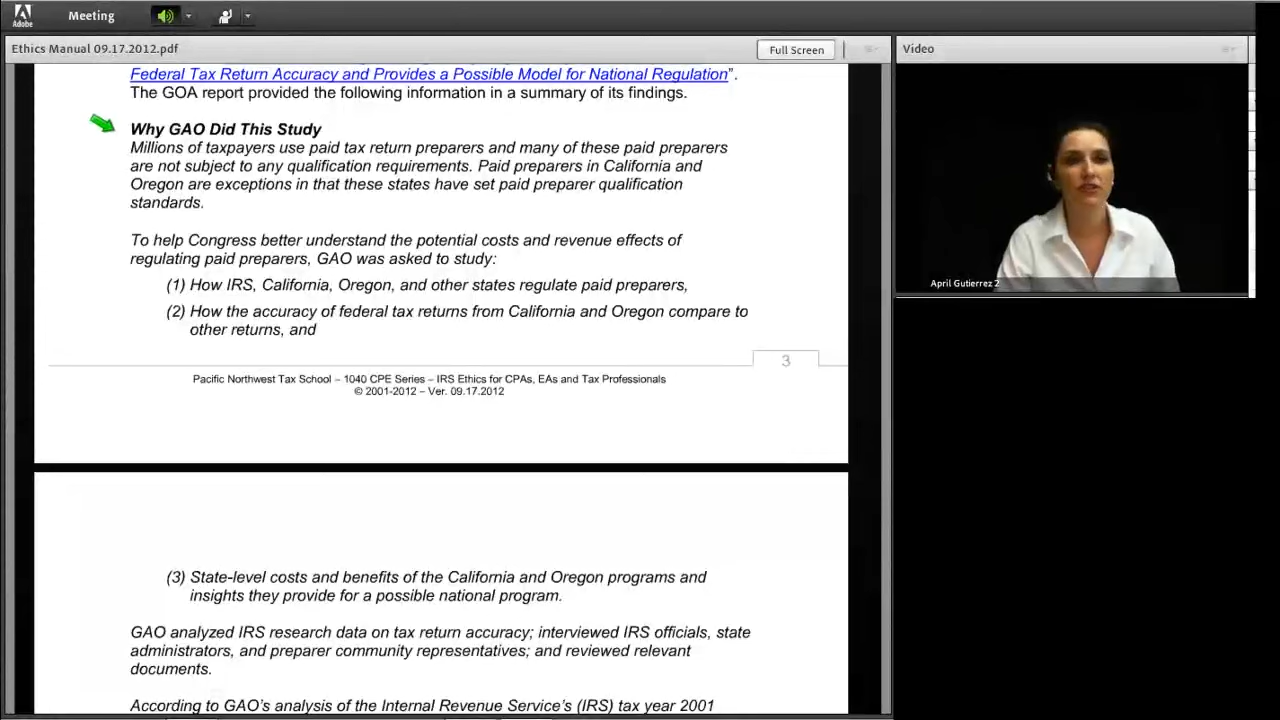 Adobe
Meeting
Ethics Manual 09.17.2012.pdf
Full Screen
Video
Federal Tax Return Accuracy and Provides a Possible Model for National Regulation”.
The GOA report provided the following information in a summary of its findings.
Why GAO Did This Study
Millions of taxpayers use paid tax return preparers and many of these paid preparers
are not subject to any qualification requirements. Paid preparers in California and
Oregon are exceptions in that these states have set paid preparer qualification
standards.
To help Congress better understand the potential costs and revenue effects of
regulating paid preparers, GAO was asked to study:
(1) How IRS, California, Oregon, and other states regulate paid preparers,
(2) How the accuracy of federal tax returns from California and Oregon compare to
other returns, and
3
Pacific Northwest Tax School – 1040 CPE Series – IRS Ethics for CPAs, EAs and Tax Professionals
© 2001-2012 – Ver. 09.17.2012
(3) State-level costs and benefits of the California and Oregon programs and
insights they provide for a possible national program.
GAO analyzed IRS research data on tax return accuracy; interviewed IRS officials, state
administrators, and preparer community representatives; and reviewed relevant
documents.
According to GAO’s analysis of the Internal Revenue Service’s (IRS) tax year 2001
April Gutierrez 2